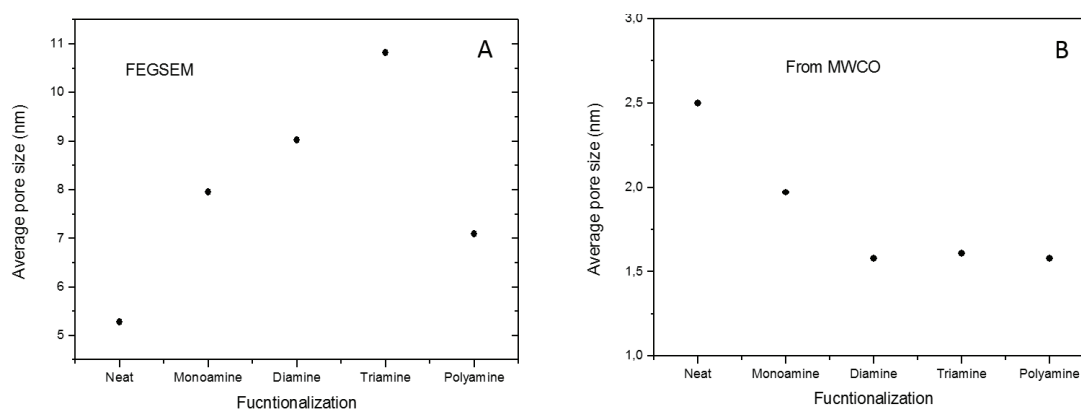 A
FEGSEM
Average pore size (nm)
11
10
9
8
7
6
5
Neat Monoamine Diamine Triamine Polyamine
Fucntionalization
B
From MWCO
Average pore size (nm)
3,0
2,5
2,0
1,5
1,0
Neat Monoamine Diamine Triamine Polyamine
Fucntionalization